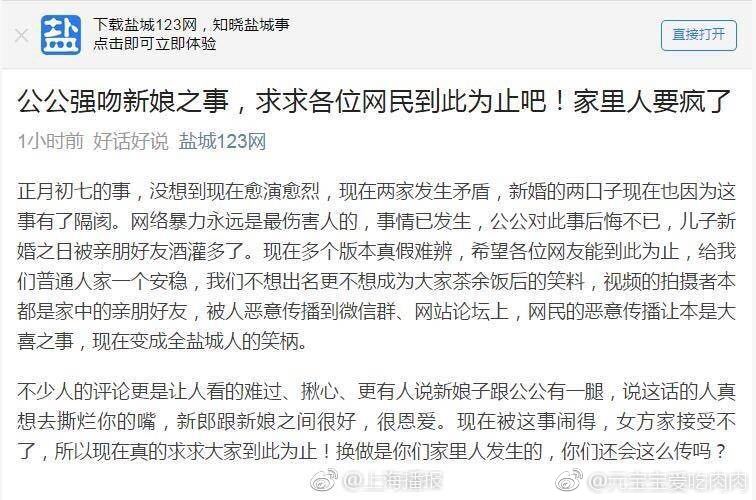 盐
下载盐城123网，知晓盐城事
点击即可立即体验
直接打开
公公强吻新娘之事，求求各位网民到此为止吧！家里人要疯了
1小时前 好话好说 盐城123网
正月初七的事，没想到现在愈演愈烈，现在两家发生矛盾，新婚的两口子现在也因为这
事有了隔阂。网络暴力永远是最伤害人的，事情已发生，公公对此事后悔不已，儿子新
婚之日被亲朋好友酒灌多了。现在多个版本真假难辨，希望各位网友能到此为止，给我
们普通人家一个安稳，我们不想出名更不想成为大家茶余饭后的笑料，视频的拍摄者本
都是家中的亲朋好友，被人恶意传播到微信群、网站论坛上，网民的恶意传播让本是大
喜之事，现在变成全盐城人的笑柄。
不少人的评论更是让人看的难过、揪心、更有人说新娘子跟公公有一腿，说这话的人真
想去撕烂你的嘴，新郎跟新娘之间很好，很恩爱。现在被这事闹得，女方家接受不
了，所以现在真的求求大家到此为止！换做是你们家里人发生的，你们还会这么传吗？
@上海播报
@元宝宝爱吃肉肉